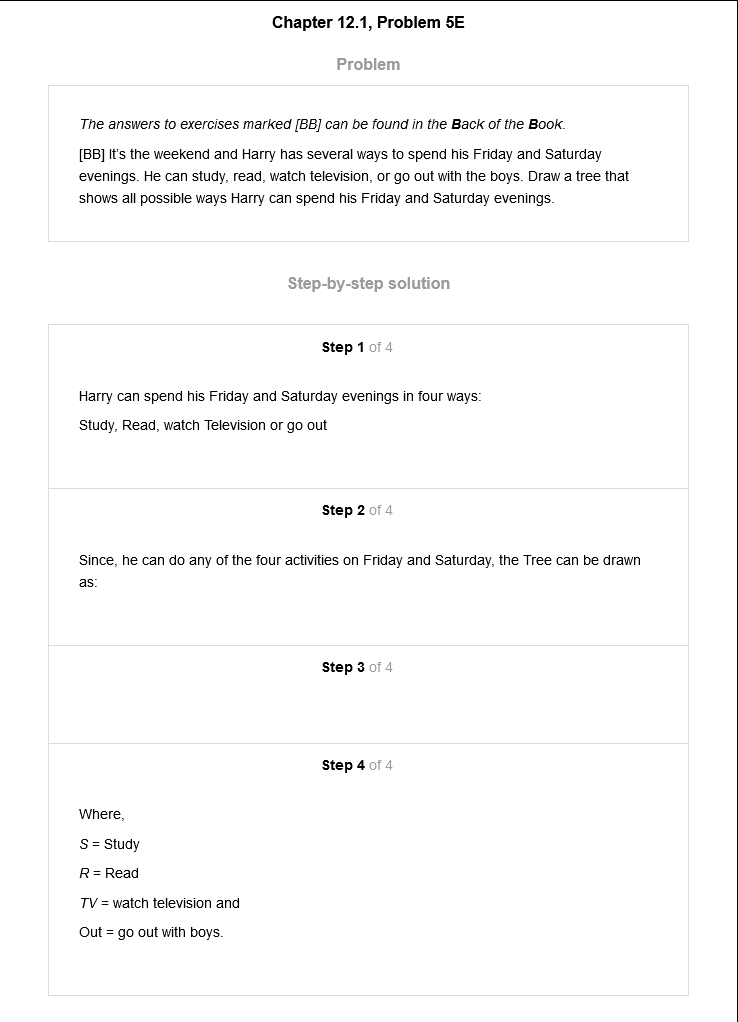 Chapter 12.1, Problem 5E
Problem
The answers to exercises marked [BB] can be found in the Back of the Book.
[BB] It's the weekend and Harry has several ways to spend his Friday and Saturday
evenings. He can study, read, watch television, or go out with the boys. Draw a tree that
shows all possible ways Harry can spend his Friday and Saturday evenings.
Step-by-step solution
Step 1 of 4
Harry can spend his Friday and Saturday evenings in four ways:
Study, Read, watch Television or go out
Step 2 of 4
Since, he can do any of the four activities on Friday and Saturday, the Tree can be drawn
as:
Step 3 of 4
Step 4 of 4
Where,
S = Study
R = Read
TV = watch television and
Out = go out with boys.